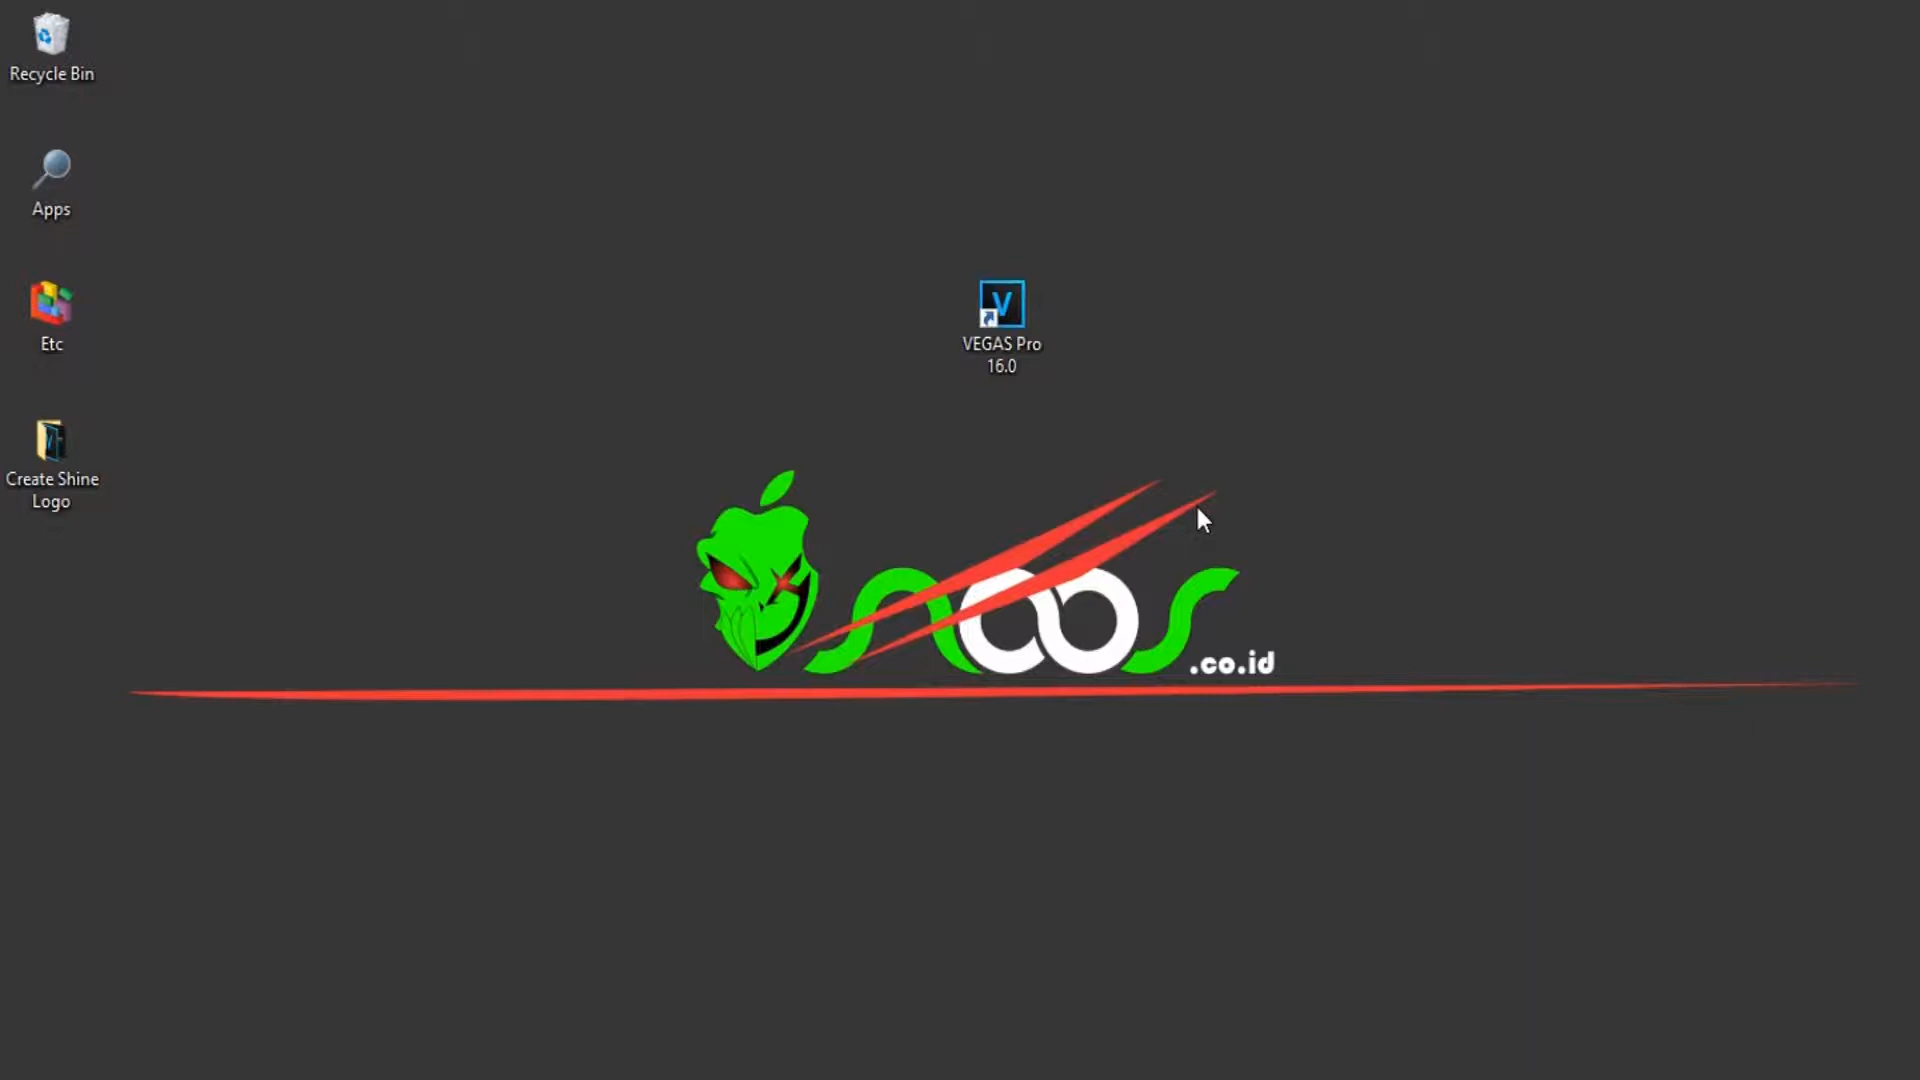 Recycle Bin
Apps
Etc
Create Shine
Logo
VEGAS Pro
16.0
.co.id